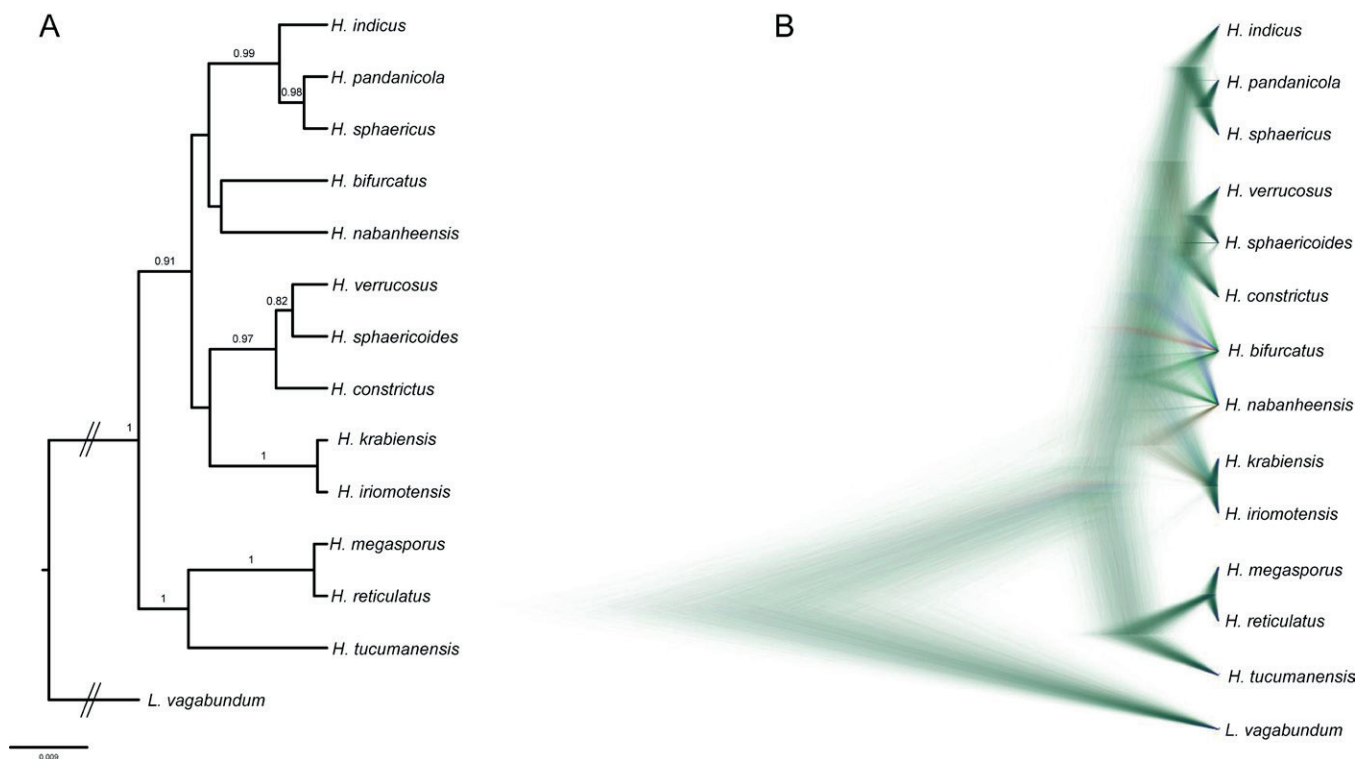 A
H. indicus
0.99
H. pandanicola
0.98
H. sphaericus
H. bifurcatus
H. nabanheensis
0.91
H. verrucosus
0.82
H. sphaericoides
0.97
H. constrictus
1
H. krabiensis
1
H. iriomotensis
H. megasporus
1
H. reticulatus
1
H. tucumanensis
L. vagabundum
0.009
B
H. indicus
H. pandanicola
H. sphaericus
H. verrucosus
H. sphaericoides
H. constrictus
H. bifurcatus
H. nabanheensis
H. krabiensis
H. iriomotensis
H. megasporus
H. reticulatus
H. tucumanensis
L. vagabundum